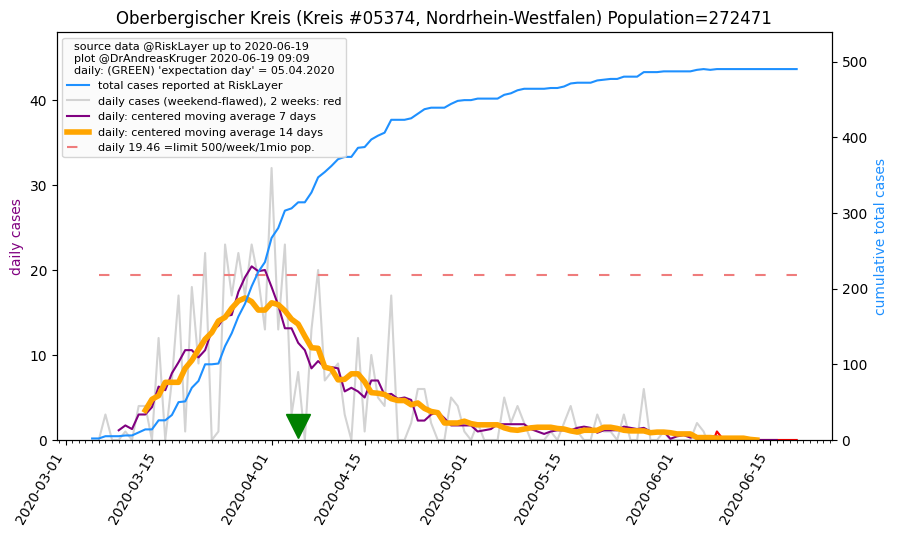 Oberbergischer Kreis (Kreis #05374, Nordrhein-Westfalen) Population=272471
source data @RiskLayer up to 2020-06-19
plot @DrAndreasKruger 2020-06-19 09:09
daily: (GREEN) 'expectation day' = 05.04.2020
total cases reported at RiskLayer
daily cases (weekend-flawed), 2 weeks: red
daily: centered moving average 7 days
daily: centered moving average 14 days
daily 19.46 =limit 500/week/1mio pop.
daily cases
40
30
20
10
0
cumulative total cases
500
400
300
200
100
0
2020-03-01
2020-03-15
2020-04-01
2020-04-15
2020-05-01
2020-05-15
2020-06-01
2020-06-15